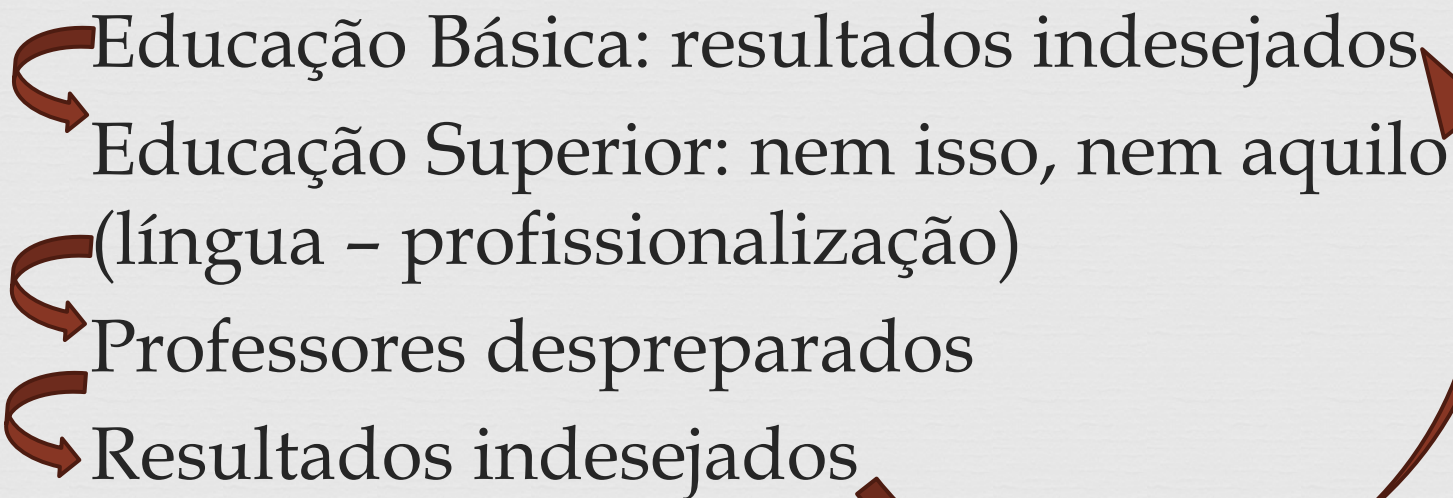 Educação Básica: resultados indesejados
Educação Superior: nem isso, nem aquilo
(língua – profissionalização)
Professores despreparados
Resultados indesejados